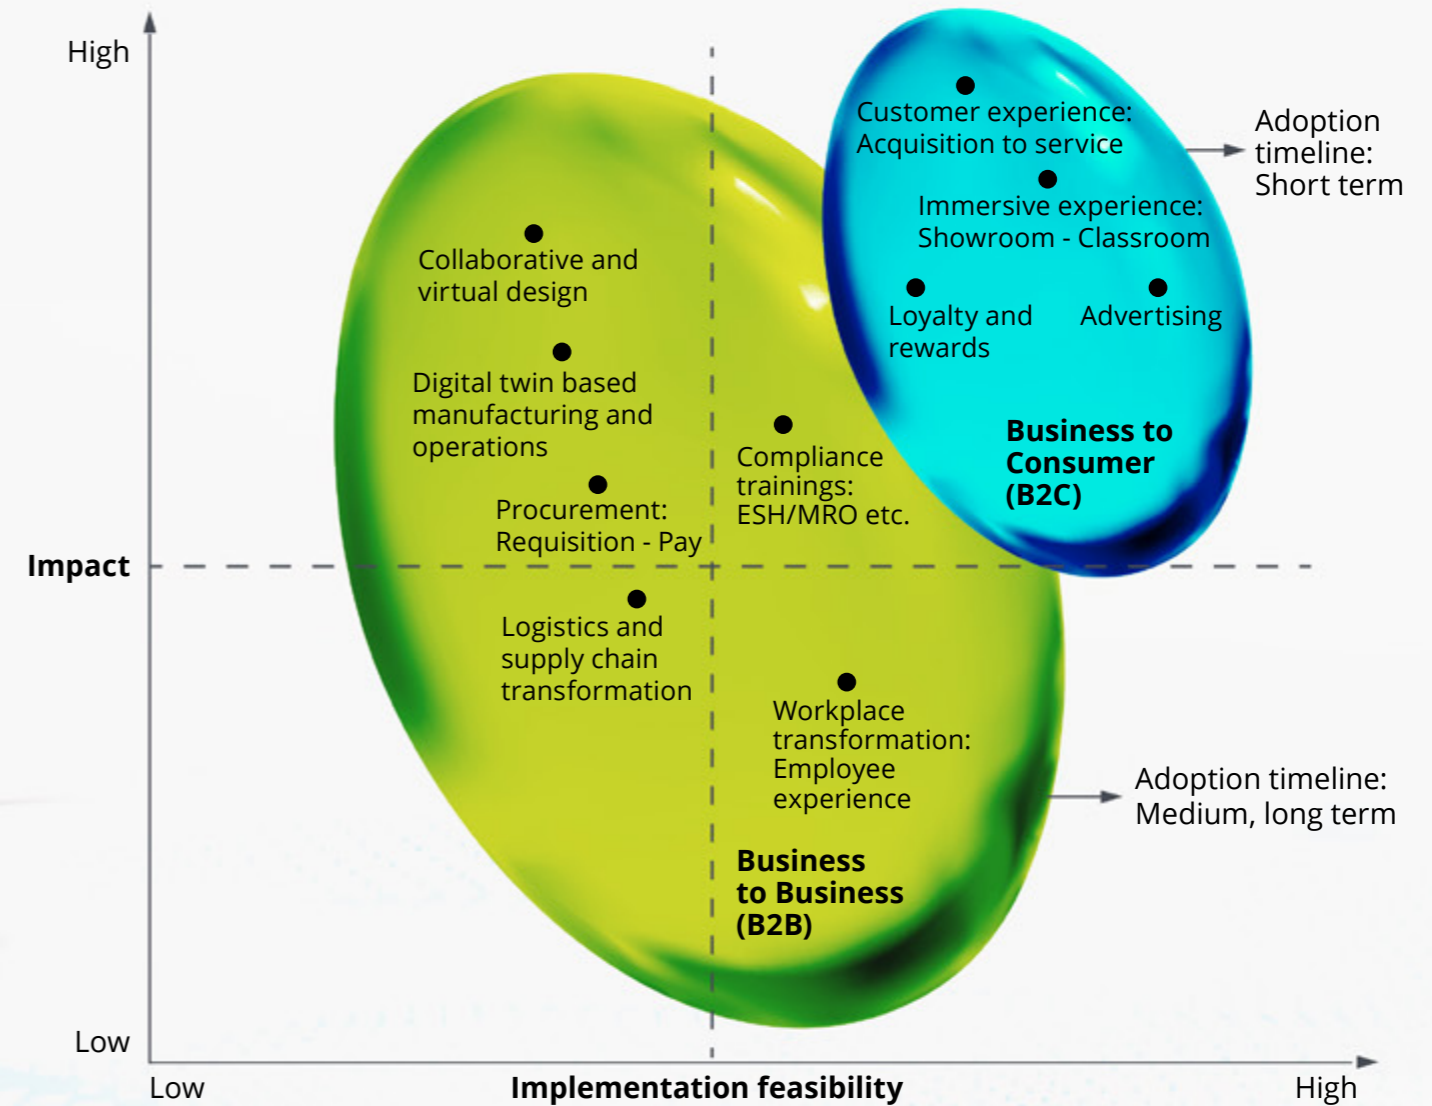 High
Customer experience:
Acquisition to service
Adoption
timeline:
Short term
Immersive experience:
Showroom - Classroom
Collaborative and
virtual design
Loyalty and
rewards
Advertising
Digital twin based
manufacturing and
operations
Business to
Consumer
(B2C)
Compliance
trainings:
ESH/MRO etc.
Procurement:
Requisition - Pay
Impact
Logistics and
supply chain
transformation
Workplace
transformation:
Employee
experience
Adoption timeline:
Medium, long term
Business
to Business
(B2B)
Low
Low
Implementation feasibility
High